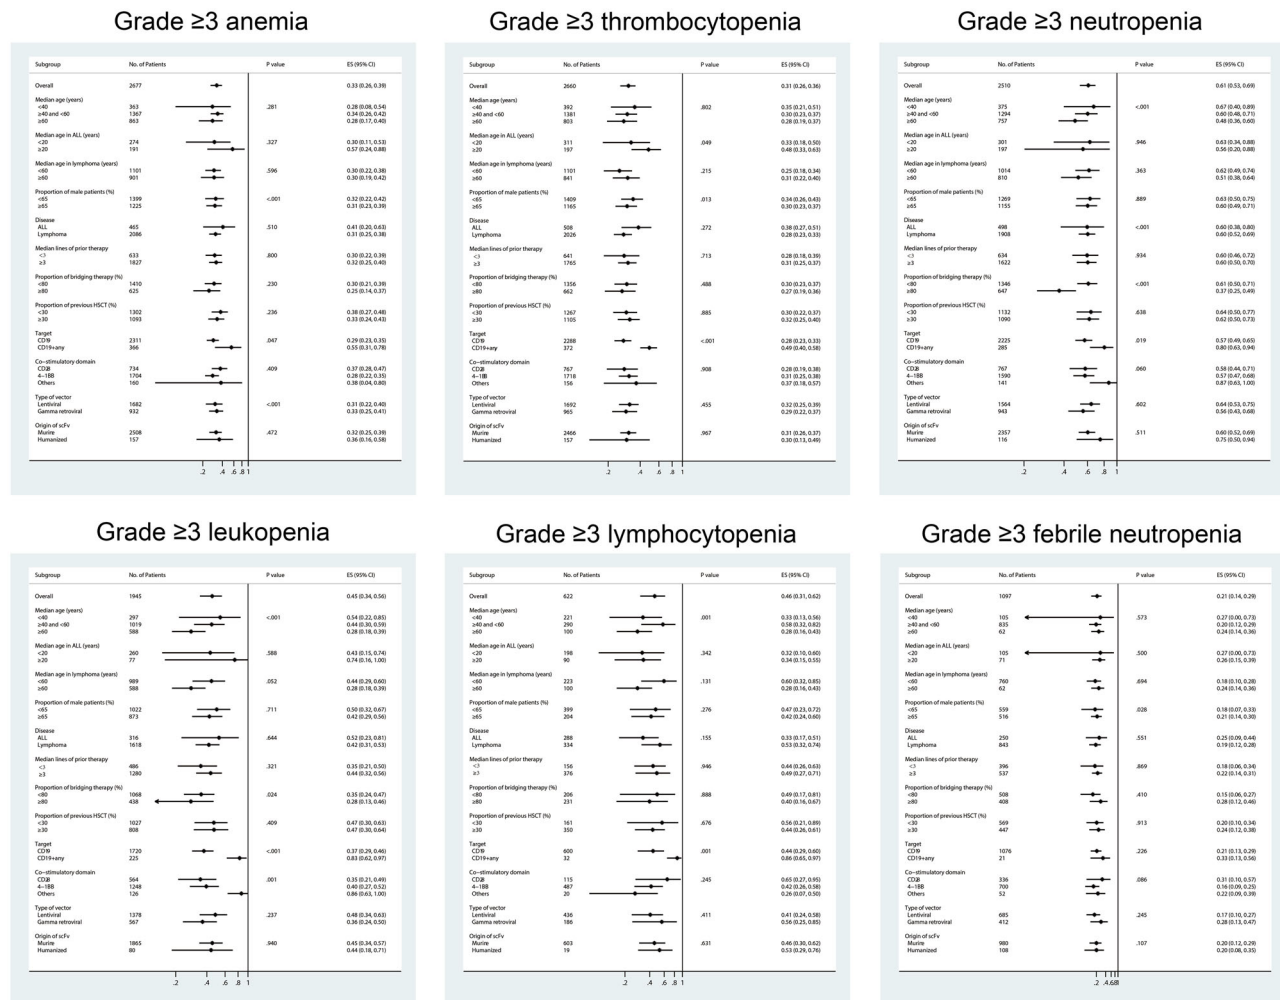 Grade ≥3 anemia
Subgroup No. of Patients P value ES (95% CI)
Overall 2677 0.33 (0.26, 0.39)
Median age (years)
<40 363 .281 0.28 (0.08, 0.54)
≥40 and <60 1367 0.34 (0.26, 0.42)
≥60 863 0.28 (0.17, 0.40)
Median age in ALL (years)
<20 274 .327 0.30 (0.11, 0.53)
≥20 191 0.57 (0.24, 0.88)
Median age in lymphoma (years)
<60 1101 .596 0.30 (0.22, 0.38)
≥60 901 0.30 (0.19, 0.42)
Proportion of male patients (%)
<65 1399 <.001 0.32 (0.22, 0.42)
≥65 1225 0.31 (0.23, 0.39)
Disease
ALL 465 .510 0.41 (0.20, 0.63)
Lymphoma 2086 0.31 (0.25, 0.38)
Median lines of prior therapy
<3 633 .800 0.30 (0.22, 0.39)
≥3 1827 0.32 (0.25, 0.40)
Proportion of bridging therapy (%)
<80 1410 .230 0.30 (0.21, 0.39)
≥80 625 0.25 (0.14, 0.37)
Proportion of previous HSCT (%)
<30 1302 .236 0.38 (0.27, 0.48)
≥30 1093 0.33 (0.24, 0.43)
Target
CD19 2311 .047 0.29 (0.23, 0.35)
CD19+any 366 0.55 (0.31, 0.78)
Co-stimulatory domain
CD28 734 .409 0.37 (0.28, 0.47)
4-1BB 1704 0.28 (0.22, 0.35)
Others 160 0.38 (0.04, 0.80)
Type of vector
Lentiviral 1682 <.001 0.31 (0.22, 0.40)
Gamma retroviral 932 0.33 (0.25, 0.41)
Origin of scFv
Murire 2508 .472 0.32 (0.25, 0.39)
Humanized 157 0.36 (0.16, 0.58)
.2 .4 .6 .8 1
Grade ≥3 thrombocytopenia
Subgroup No. of Patients P value ES (95% CI)
Overall 2660 0.31 (0.26, 0.36)
Median age (years)
<40 392 .802 0.35 (0.21, 0.51)
≥40 and <60 1381 0.30 (0.23, 0.37)
≥60 803 0.28 (0.19, 0.37)
Median age in ALL (years)
<20 311 .049 0.33 (0.18, 0.50)
≥20 197 0.48 (0.33, 0.63)
Median age in lymphoma (years)
<60 1101 .215 0.25 (0.18, 0.34)
≥60 841 0.31 (0.22, 0.40)
Proportion of male patients (%)
<65 1409 .013 0.34 (0.26, 0.43)
≥65 1165 0.30 (0.23, 0.37)
Disease
ALL 508 .272 0.38 (0.27, 0.51)
Lymphoma 2026 0.28 (0.23, 0.33)
Median lines of prior therapy
<3 641 .713 0.28 (0.18, 0.39)
≥3 1765 0.31 (0.25, 0.37)
Proportion of bridging therapy (%)
<80 1356 .488 0.30 (0.23, 0.37)
≥80 662 0.27 (0.19, 0.36)
Proportion of previous HSCT (%)
<30 1267 .885 0.30 (0.22, 0.37)
≥30 1105 0.32 (0.25, 0.40)
Target
CD19 2288 <.001 0.28 (0.23, 0.33)
CD19+any 372 0.49 (0.40, 0.58)
Co-stimulatory domain
CD28 767 .908 0.28 (0.19, 0.38)
4-1BB 1718 0.31 (0.25, 0.38)
Others 156 0.37 (0.18, 0.57)
Type of vector
Lentiviral 1692 .455 0.32 (0.25, 0.39)
Gamma retroviral 965 0.29 (0.22, 0.37)
Origin of scFv
Murire 2466 .967 0.31 (0.26, 0.37)
Humanized 157 0.30 (0.13, 0.49)
.2 .4 .6 .8 1
Grade ≥3 neutropenia
Subgroup No. of Patients P value ES (95% CI)
Overall 2510 0.61 (0.53, 0.69)
Median age (years)
<40 375 <.001 0.67 (0.40, 0.89)
≥40 and <60 1294 0.60 (0.48, 0.71)
≥60 757 0.48 (0.36, 0.60)
Median age in ALL (years)
<20 301 .946 0.63 (0.34, 0.88)
≥20 197 0.56 (0.20, 0.88)
Median age in lymphoma (years)
<60 1014 .363 0.62 (0.49, 0.74)
≥60 810 0.51 (0.38, 0.64)
Proportion of male patients (%)
<65 1269 .889 0.63 (0.50, 0.75)
≥65 1155 0.60 (0.49, 0.71)
Disease
ALL 498 <.001 0.60 (0.38, 0.80)
Lymphoma 1908 0.60 (0.52, 0.69)
Median lines of prior therapy
<3 634 .934 0.60 (0.46, 0.72)
≥3 1622 0.60 (0.50, 0.70)
Proportion of bridging therapy (%)
<80 1346 <.001 0.61 (0.50, 0.71)
≥80 647 0.37 (0.25, 0.49)
Proportion of previous HSCT (%)
<30 1132 .638 0.64 (0.50, 0.77)
≥30 1090 0.62 (0.50, 0.73)
Target
CD19 2225 .019 0.57 (0.49, 0.65)
CD19+any 285 0.80 (0.63, 0.94)
Co-stimulatory domain
CD28 767 .060 0.58 (0.44, 0.71)
4-1BB 1590 0.57 (0.47, 0.68)
Others 141 0.87 (0.63, 1.00)
Type of vector
Lentiviral 1564 .602 0.64 (0.53, 0.75)
Gamma retroviral 943 0.56 (0.43, 0.68)
Origin of scFv
Murire 2357 .511 0.60 (0.52, 0.69)
Humanized 116 0.75 (0.50, 0.94)
.2 .4 .6 .8 1
Grade ≥3 leukopenia
Subgroup No. of Patients P value ES (95% CI)
Overall 1945 0.45 (0.34, 0.56)
Median age (years)
<40 297 <.001 0.54 (0.22, 0.85)
≥40 and <60 1019 0.44 (0.30, 0.59)
≥60 588 0.28 (0.18, 0.39)
Median age in ALL (years)
<20 260 .588 0.43 (0.15, 0.74)
≥20 77 0.74 (0.16, 1.00)
Median age in lymphoma (years)
<60 989 .052 0.44 (0.29, 0.60)
≥60 588 0.28 (0.18, 0.39)
Proportion of male patients (%)
<65 1022 .711 0.50 (0.32, 0.67)
≥65 873 0.42 (0.29, 0.56)
Disease
ALL 316 .644 0.52 (0.23, 0.81)
Lymphoma 1618 0.42 (0.31, 0.53)
Median lines of prior therapy
<3 486 .321 0.35 (0.21, 0.50)
≥3 1280 0.44 (0.32, 0.56)
Proportion of bridging therapy (%)
<80 1068 .024 0.35 (0.24, 0.47)
≥80 438 0.28 (0.13, 0.46)
Proportion of previous HSCT (%)
<30 1027 .409 0.47 (0.30, 0.63)
≥30 808 0.47 (0.30, 0.64)
Target
CD19 1720 <.001 0.37 (0.29, 0.46)
CD19+any 225 0.83 (0.62, 0.97)
Co-stimulatory domain
CD28 564 .001 0.35 (0.21, 0.49)
4-1BB 1248 0.40 (0.27, 0.52)
Others 126 0.86 (0.63, 1.00)
Type of vector
Lentiviral 1378 .237 0.48 (0.34, 0.63)
Gamma retroviral 567 0.36 (0.24, 0.50)
Origin of scFv
Murire 1865 .940 0.45 (0.34, 0.57)
Humanized 80 0.44 (0.18, 0.71)
.2 .4 .6 .8 1
Grade ≥3 lymphocytopenia
Subgroup No. of Patients P value ES (95% CI)
Overall 622 0.46 (0.31, 0.62)
Median age (years)
<40 221 .001 0.33 (0.13, 0.56)
≥40 and <60 290 0.58 (0.32, 0.82)
≥60 100 0.28 (0.16, 0.43)
Median age in ALL (years)
<20 198 .342 0.32 (0.10, 0.60)
≥20 90 0.34 (0.15, 0.55)
Median age in lymphoma (years)
<60 223 .131 0.60 (0.32, 0.85)
≥60 100 0.28 (0.16, 0.43)
Proportion of male patients (%)
<65 399 .276 0.47 (0.23, 0.72)
≥65 204 0.42 (0.24, 0.60)
Disease
ALL 288 .155 0.33 (0.17, 0.51)
Lymphoma 334 0.53 (0.32, 0.74)
Median lines of prior therapy
<3 156 .946 0.44 (0.26, 0.63)
≥3 376 0.49 (0.27, 0.71)
Proportion of bridging therapy (%)
<80 206 .888 0.49 (0.17, 0.81)
≥80 231 0.40 (0.16, 0.67)
Proportion of previous HSCT (%)
<30 161 .676 0.56 (0.21, 0.89)
≥30 350 0.44 (0.26, 0.61)
Target
CD19 600 .001 0.44 (0.29, 0.60)
CD19+any 32 0.86 (0.65, 0.97)
Co-stimulatory domain
CD28 115 .245 0.65 (0.27, 0.95)
4-1BB 487 0.42 (0.26, 0.58)
Others 20 0.26 (0.07, 0.50)
Type of vector
Lentiviral 436 .411 0.41 (0.24, 0.58)
Gamma retroviral 186 0.56 (0.25, 0.85)
Origin of scFv
Murire 603 .631 0.46 (0.30, 0.62)
Humanized 19 0.53 (0.29, 0.76)
.2 .4 .6 .8 1
Grade ≥3 febrile neutropenia
Subgroup No. of Patients P value ES (95% CI)
Overall 1097 0.21 (0.14, 0.29)
Median age (years)
<40 105 .573 0.27 (0.00, 0.73)
≥40 and <60 835 0.20 (0.12, 0.29)
≥60 62 0.24 (0.14, 0.36)
Median age in ALL (years)
<20 105 .500 0.27 (0.00, 0.73)
≥20 71 0.26 (0.15, 0.39)
Median age in lymphoma (years)
<60 760 .694 0.18 (0.10, 0.28)
≥60 62 0.24 (0.14, 0.36)
Proportion of male patients (%)
<65 559 .028 0.18 (0.07, 0.33)
≥65 516 0.21 (0.14, 0.30)
Disease
ALL 250 .551 0.25 (0.09, 0.44)
Lymphoma 843 0.19 (0.12, 0.28)
Median lines of prior therapy
<3 396 .869 0.18 (0.06, 0.34)
≥3 537 0.22 (0.14, 0.31)
Proportion of bridging therapy (%)
<80 508 .410 0.15 (0.06, 0.27)
≥80 408 0.28 (0.12, 0.46)
Proportion of previous HSCT (%)
<30 569 .913 0.20 (0.10, 0.34)
≥30 447 0.24 (0.12, 0.38)
Target
CD19 1076 .226 0.21 (0.13, 0.29)
CD19+any 21 0.33 (0.13, 0.56)
Co-stimulatory domain
CD28 336 .086 0.31 (0.10, 0.57)
4-1BB 700 0.16 (0.09, 0.25)
Others 52 0.22 (0.09, 0.39)
Type of vector
Lentiviral 685 .245 0.17 (0.10, 0.27)
Gamma retroviral 412 0.28 (0.13, 0.47)
Origin of scFv
Murire 980 .107 0.20 (0.12, 0.29)
Humanized 108 0.20 (0.08, 0.35)
.2 .4 .6 .8 1